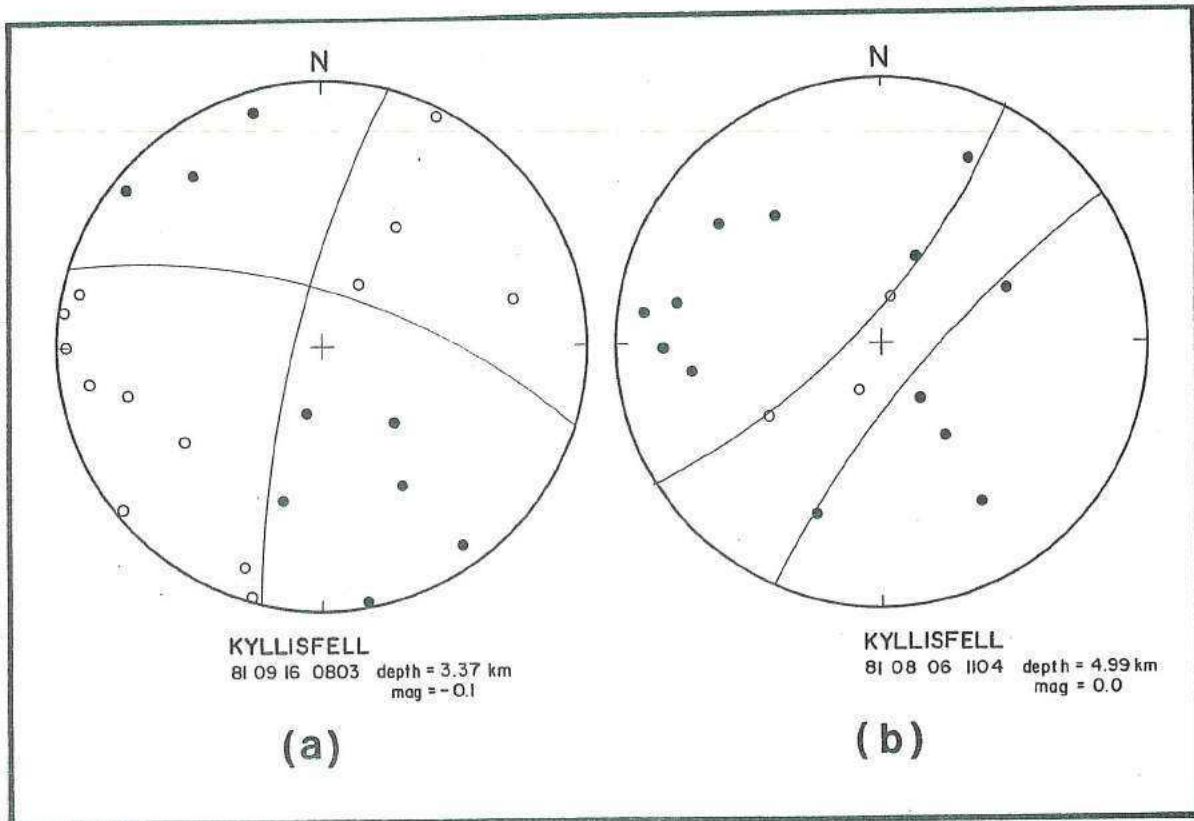 N
KYLLISFELL
81 09 16 0803 depth = 3.37 km
mag = -0.1
(a)
N
KYLLISFELL
81 08 06 1104 depth = 4.99 km
mag = 0.0
(b)